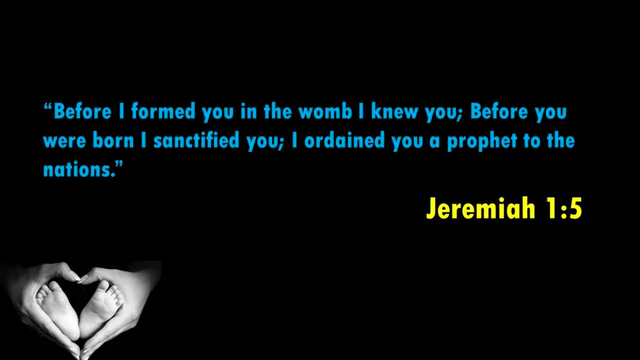 “Before I formed you in the womb I knew you; Before you
were born I sanctified you; I ordained you a prophet to the
nations.”
Jeremiah 1:5